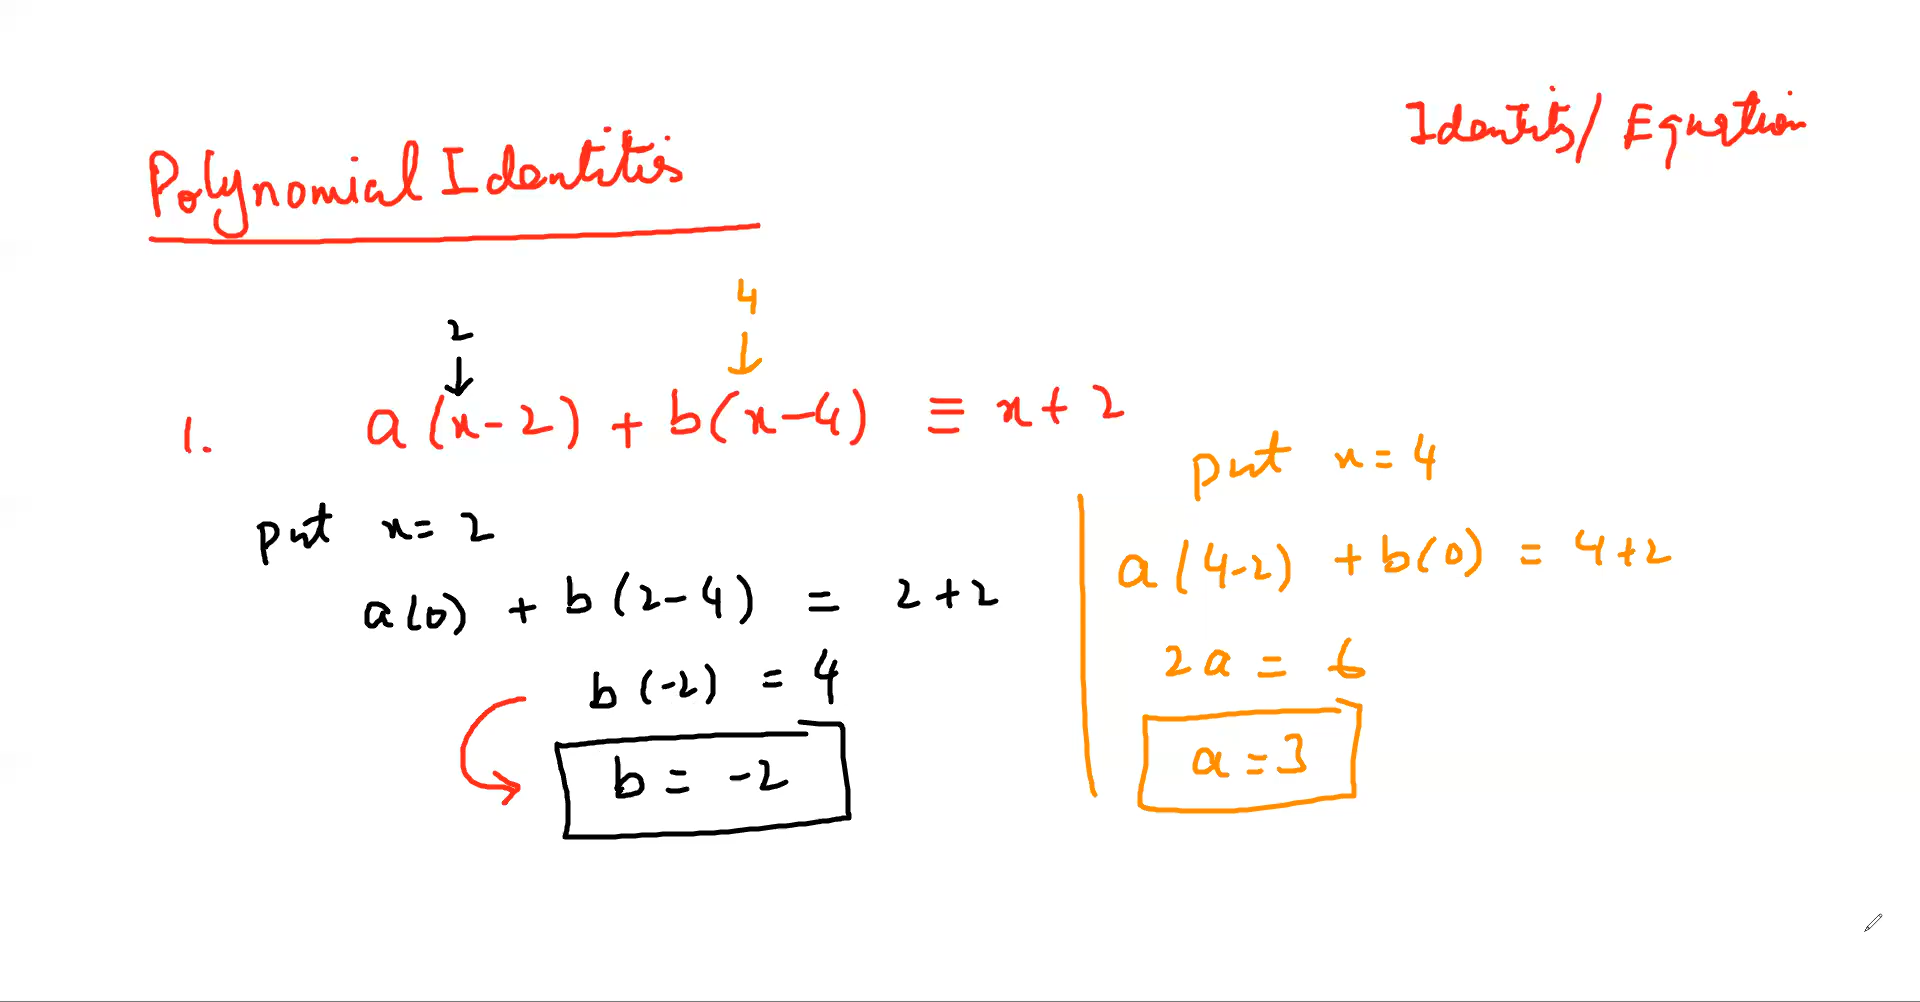 Identity/ Equation
Polynomial Identities
4
2
1. a(x-2) + b(x-4) ≡ x+2
put x=2
a(0) + b(2-4) = 2+2
b(-2) = 4
b = -2
put x=4
a(4-2) + b(0) = 4+2
2a = 6
a=3